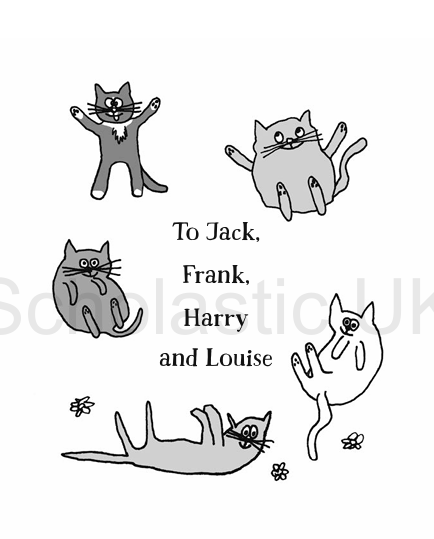 To Jack,
Frank,
Scholastic UK
Harry
and Louise